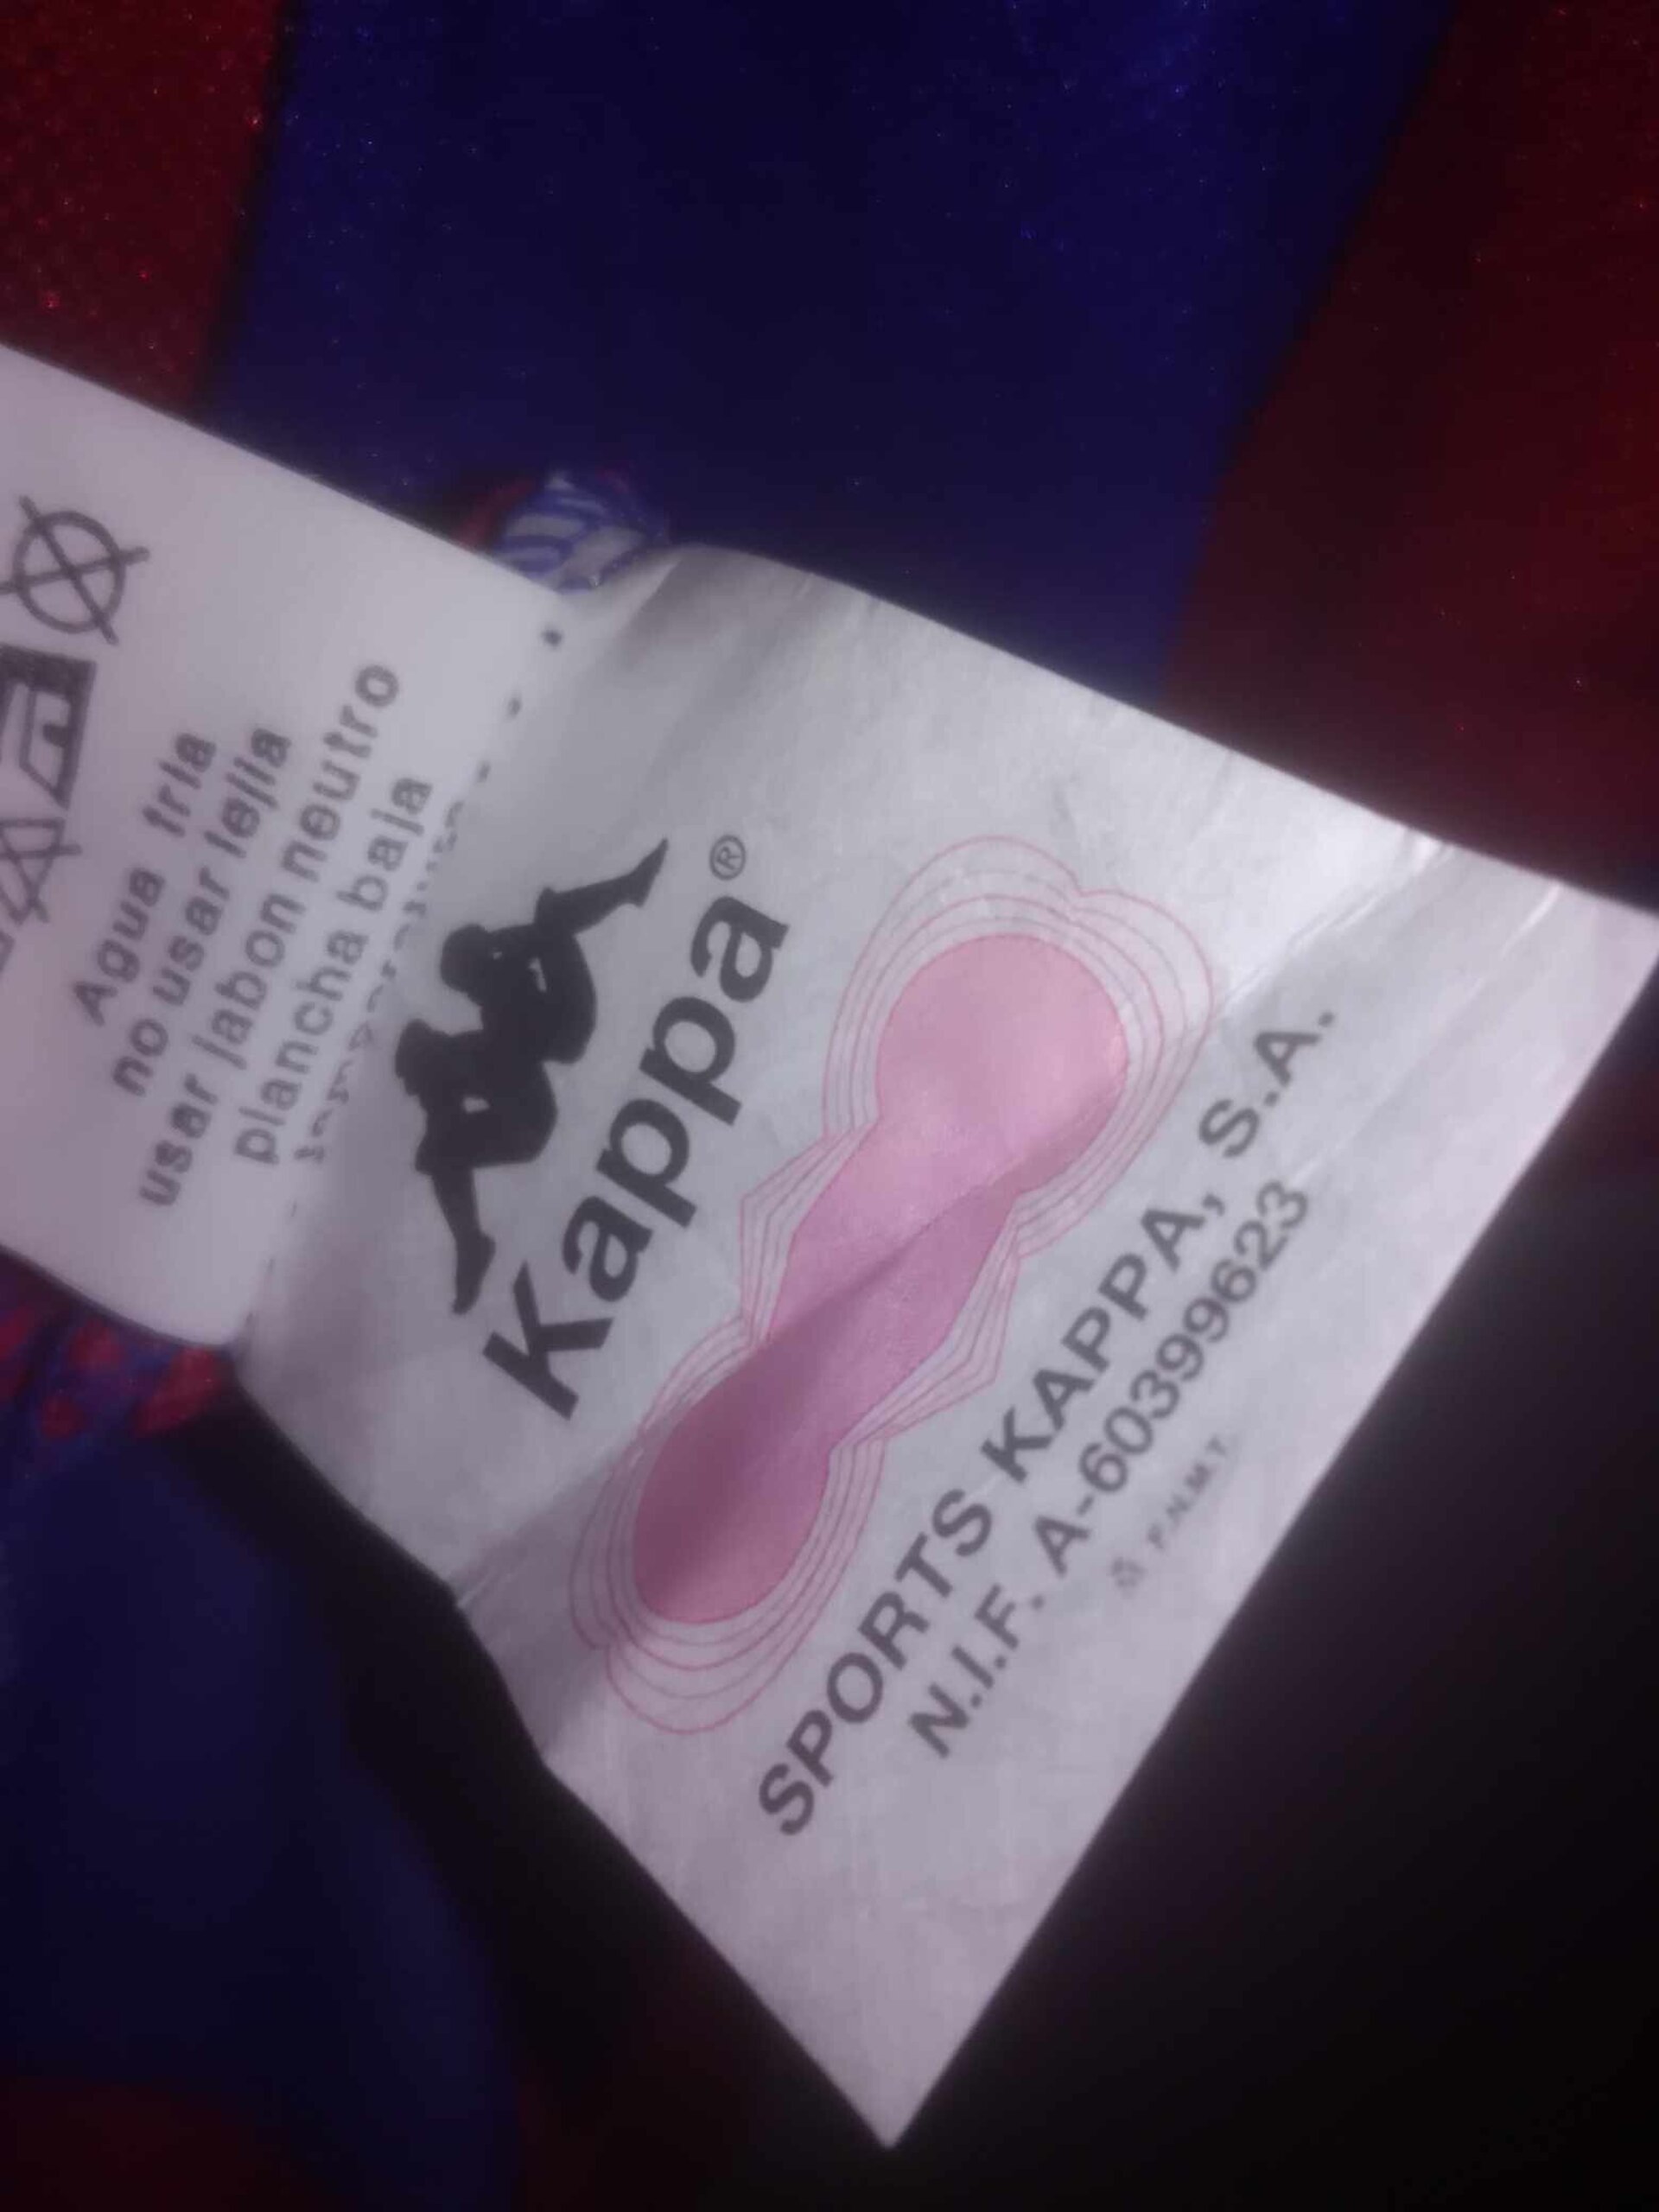 Agua fria
no usar lejia
usar jabon neutro
plancha baja
Kappa®
SPORTS KAPPA, S.A.
N.I.F. A-60399623
F.N.M.T.